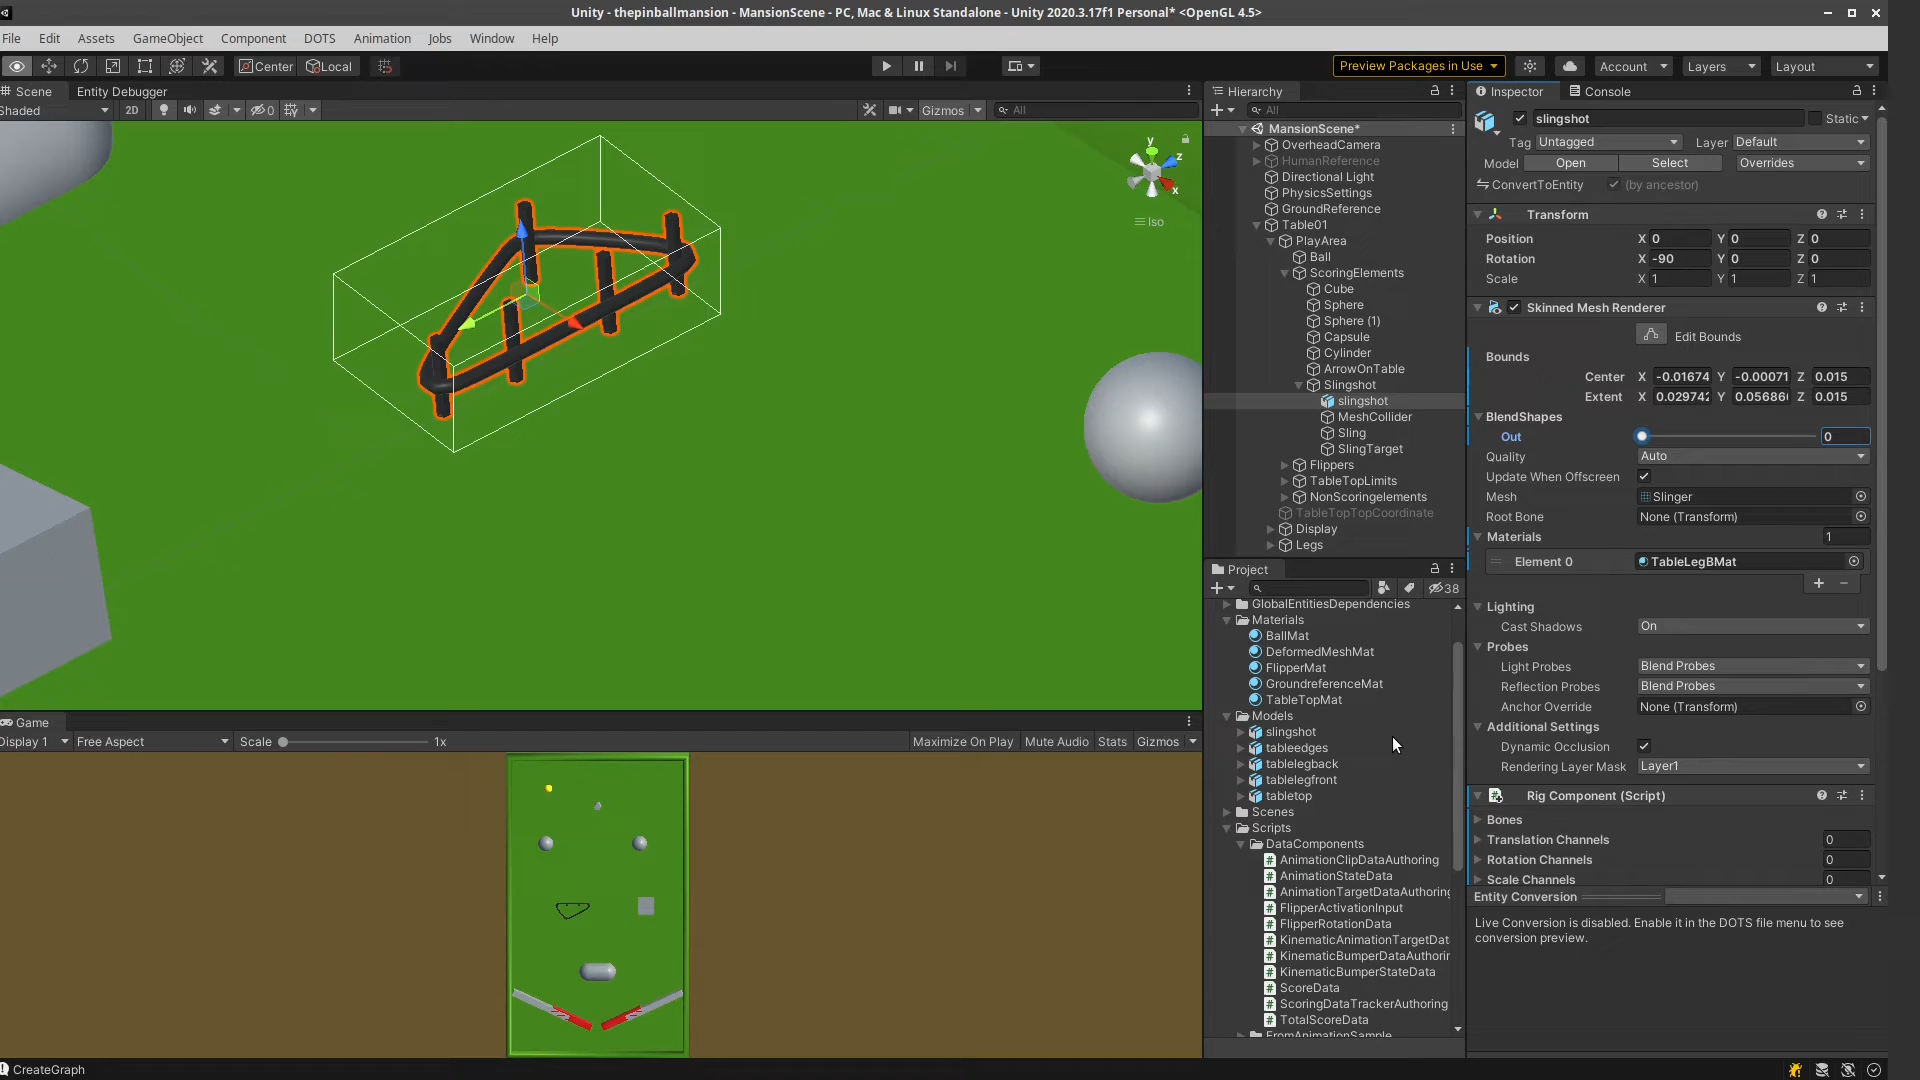 Unity - thepinballmansion - MansionScene - PC, Mac & Linux Standalone - Unity 2020.3.17f1 Personal* <OpenGL 4.5>
File Edit Assets GameObject Component DOTS Animation Jobs Window Help
Center Local Preview Packages in Use Account Layers Layout
Scene Entity Debugger
Shaded 2D 0 Gizmos All
y z x
Iso
Hierarchy
All
MansionScene*
OverheadCamera
HumanReference
Directional Light
PhysicsSettings
GroundReference
Table01
PlayArea
Ball
ScoringElements
Cube
Sphere
Sphere (1)
Capsule
Cylinder
ArrowOnTable
Slingshot
slingshot
MeshCollider
Sling
SlingTarget
Flippers
TableTopLimits
NonScoringelements
TableTopTopCoordinate
Display
Legs
Project
38
GlobalEntitiesDependencies
Materials
BallMat
DeformedMeshMat
FlipperMat
GroundreferenceMat
TableTopMat
Models
slingshot
tableedges
tablelegback
tablelegfront
tabletop
Scenes
Scripts
DataComponents
AnimationClipDataAuthoring
AnimationStateData
AnimationTargetDataAuthoring
FlipperActivationInput
FlipperRotationData
KinematicAnimationTargetDat
KinematicBumperDataAuthorin
KinematicBumperStateData
ScoreData
ScoringDataTrackerAuthoring
TotalScoreData
FromAnimationSample
Inspector Console
slingshot Static
Tag Untagged Layer Default
Model Open Select Overrides
ConvertToEntity (by ancestor)
Transform
Position X 0 Y 0 Z 0
Rotation X -90 Y 0 Z 0
Scale X 1 Y 1 Z 1
Skinned Mesh Renderer
Edit Bounds
Bounds
Center X -0.01674 Y -0.00071 Z 0.015
Extent X 0.029742 Y 0.05686 Z 0.015
BlendShapes
Out 0
Quality Auto
Update When Offscreen
Mesh Slinger
Root Bone None (Transform)
Materials 1
Element 0 TableLegBMat
Lighting
Cast Shadows On
Probes
Light Probes Blend Probes
Reflection Probes Blend Probes
Anchor Override None (Transform)
Additional Settings
Dynamic Occlusion
Rendering Layer Mask Layer1
Rig Component (Script)
Bones
Translation Channels 0
Rotation Channels 0
Scale Channels 0
Entity Conversion
Live Conversion is disabled. Enable it in the DOTS file menu to see
conversion preview.
Game
Display 1 Free Aspect Scale 1x Maximize On Play Mute Audio Stats Gizmos
CreateGraph